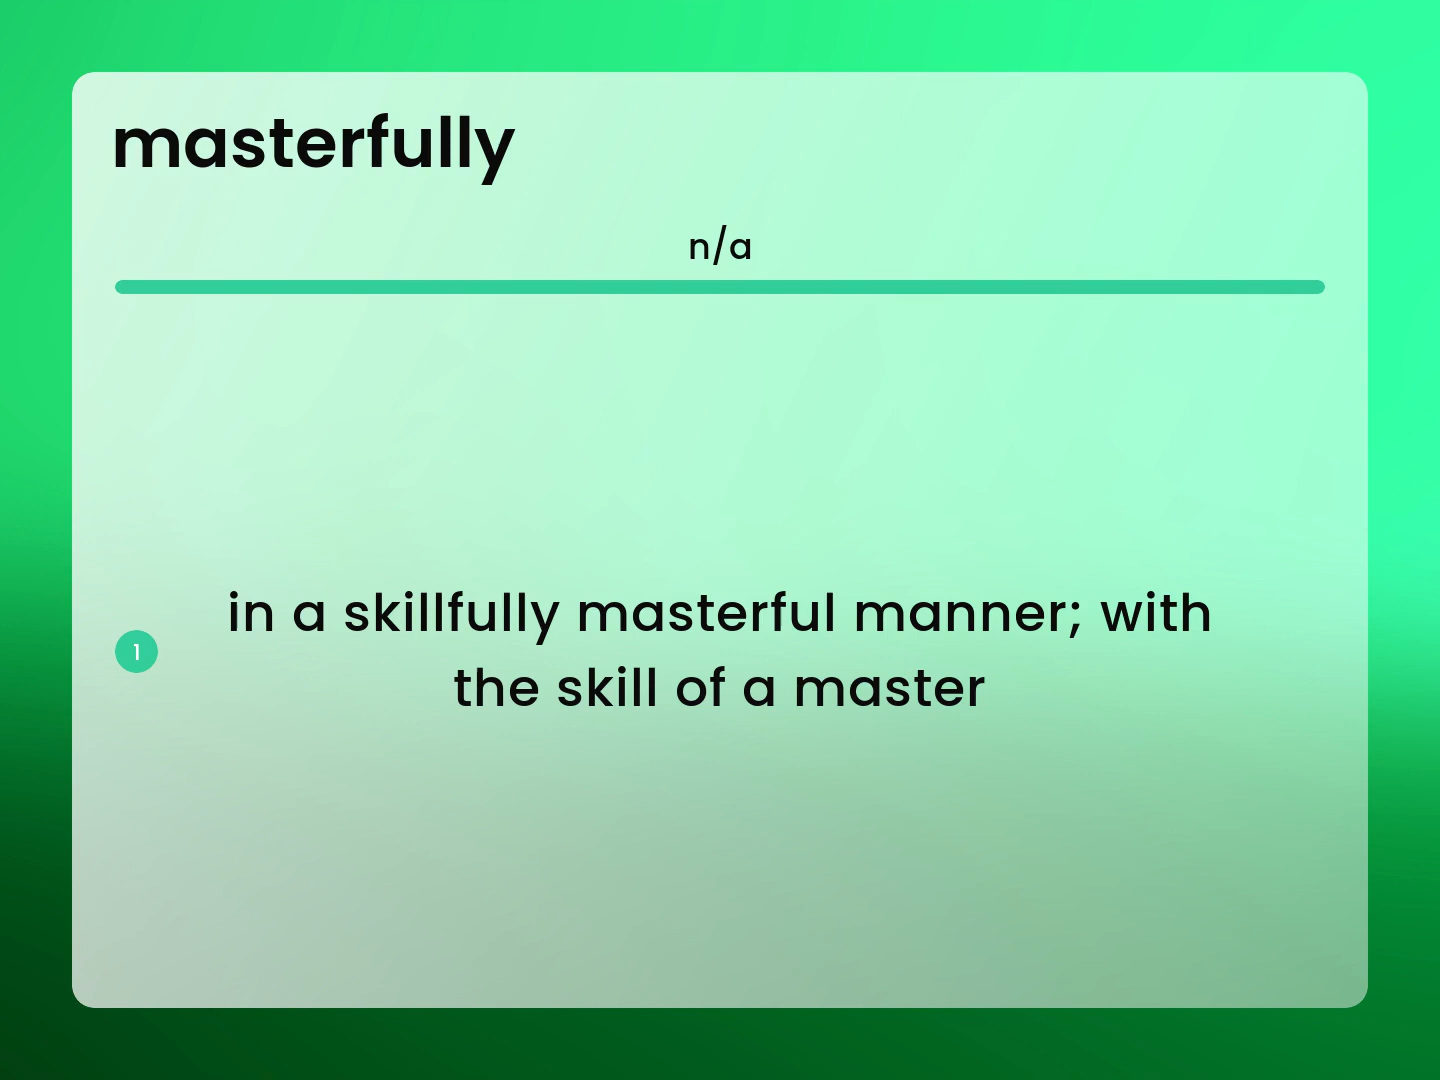 masterfully
n/a
1
in a skillfully masterful manner; with
the skill of a master